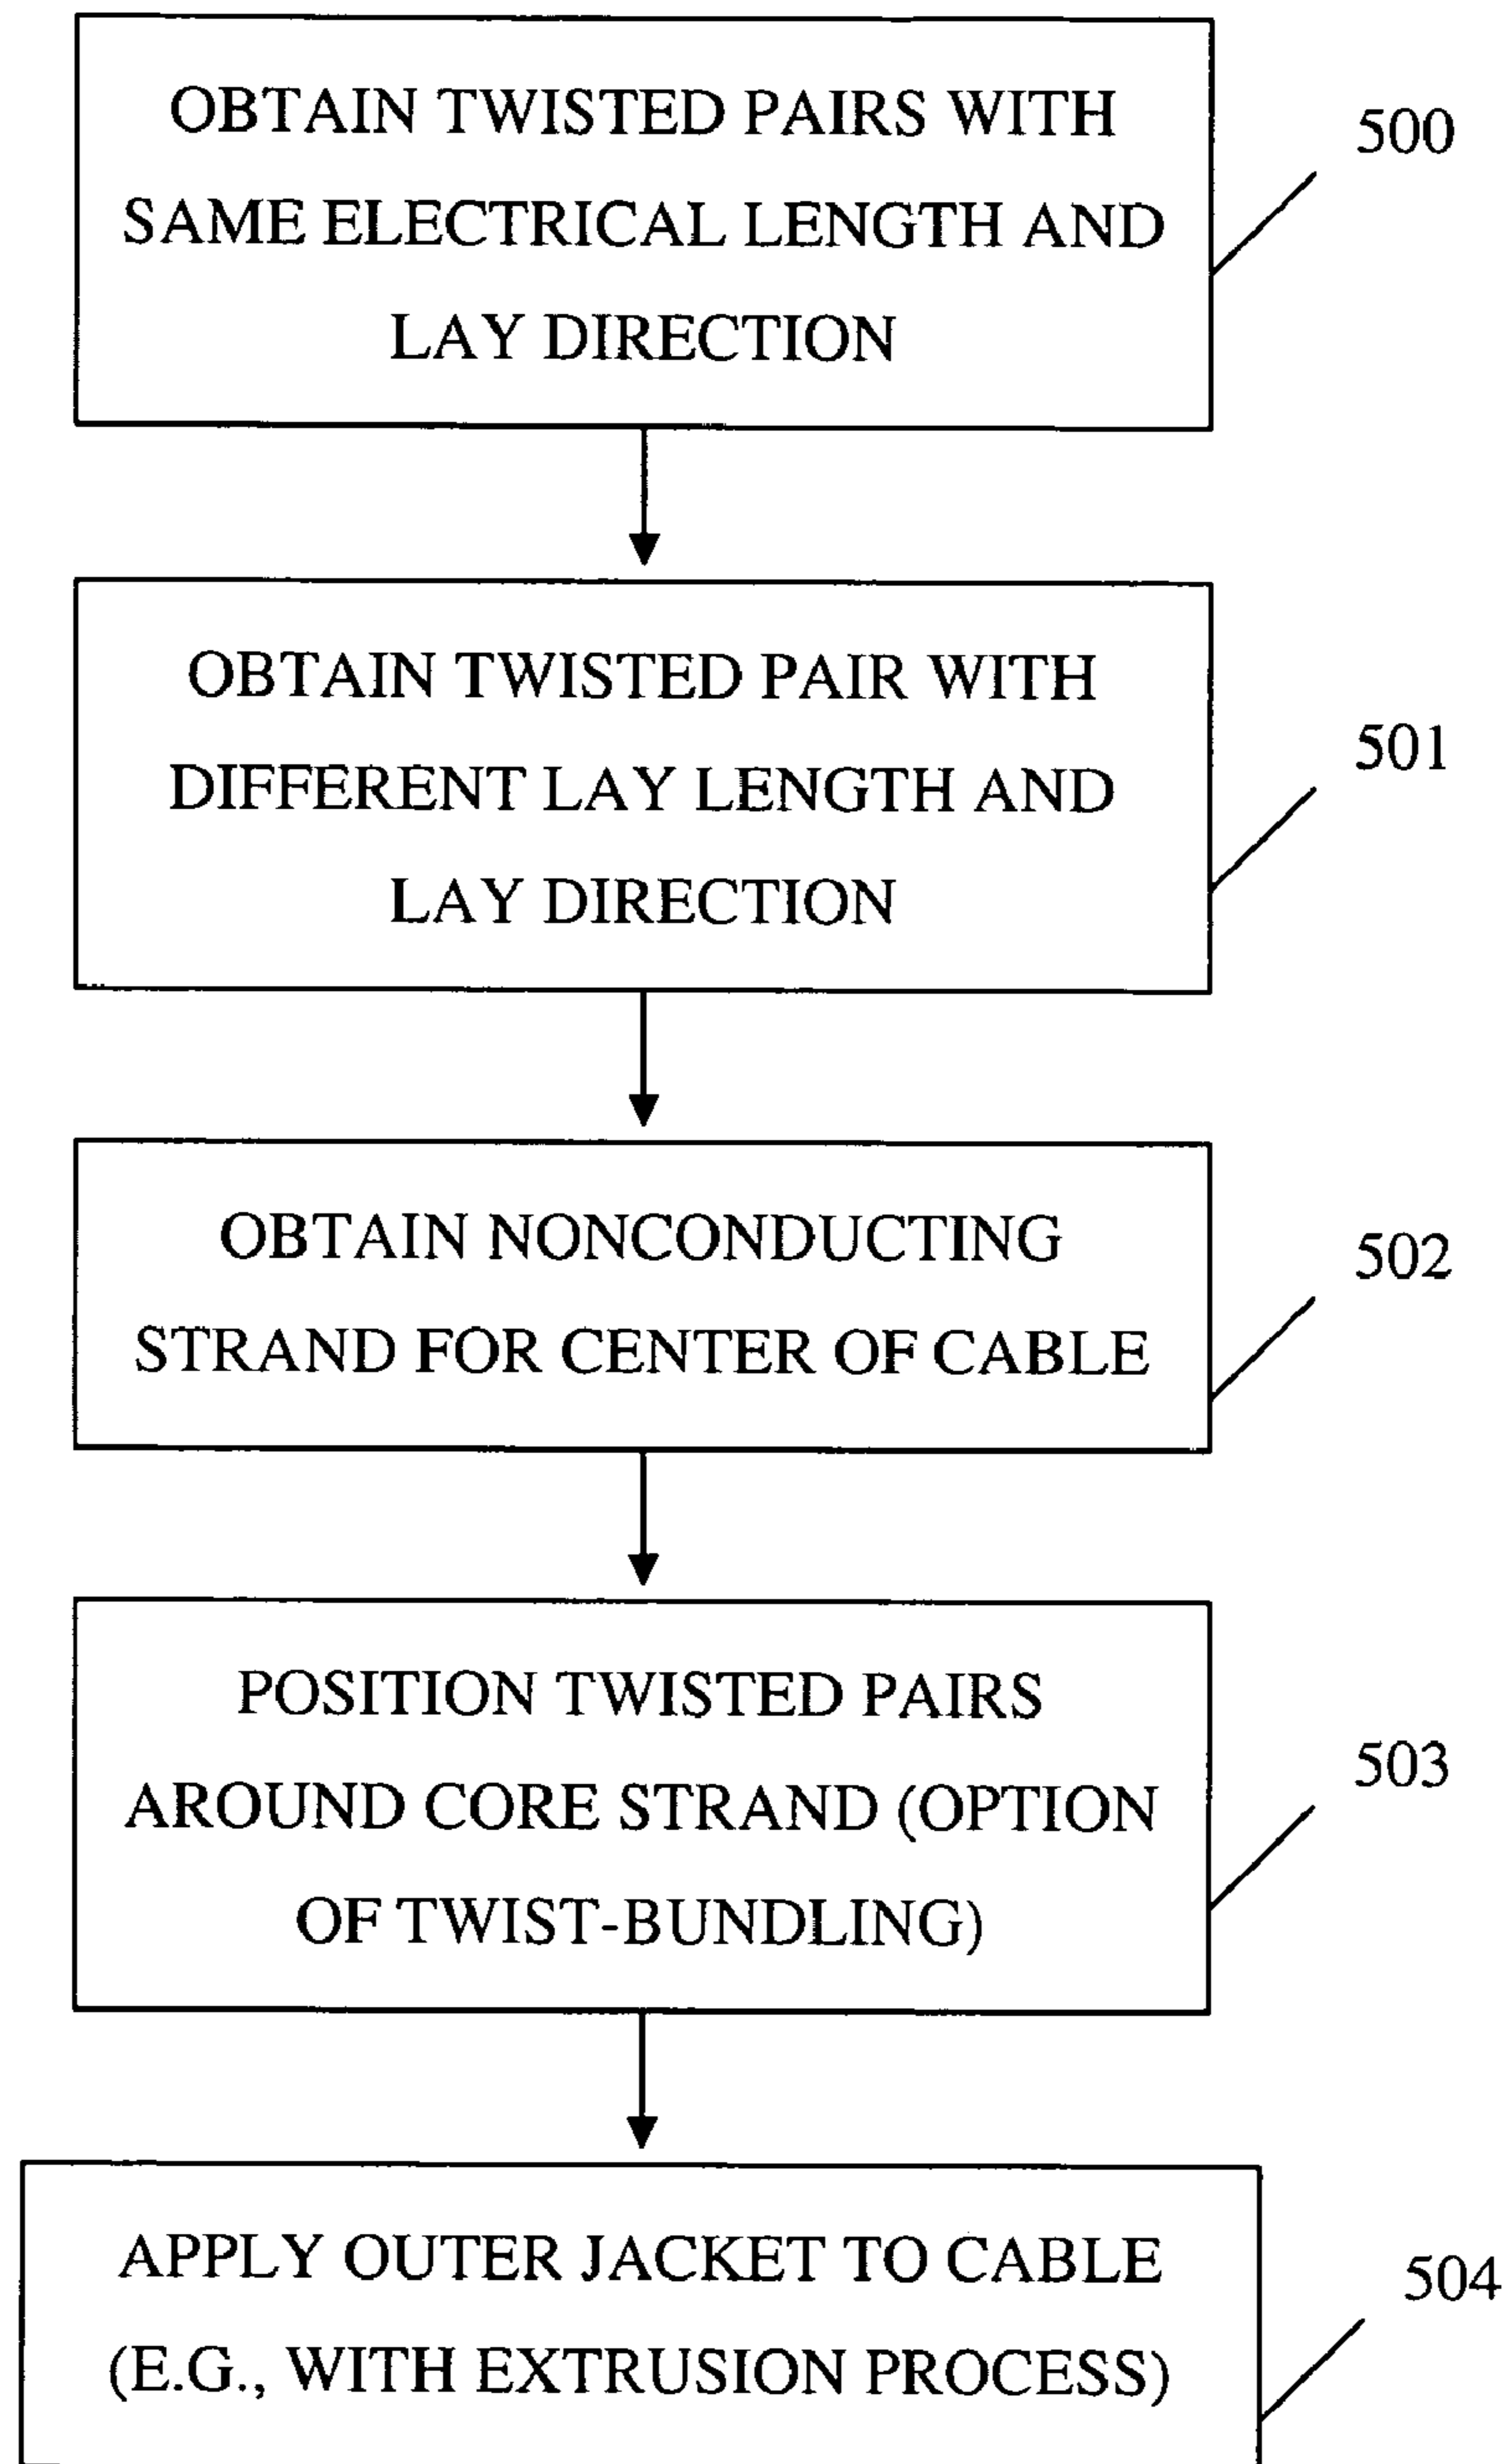 OBTAIN TWISTED PAIRS WITH
SAME ELECTRICAL LENGTH AND
LAY DIRECTION
500
OBTAIN TWISTED PAIR WITH
DIFFERENT LAY LENGTH AND
LAY DIRECTION
501
OBTAIN NONCONDUCTING
STRAND FOR CENTER OF CABLE
502
POSITION TWISTED PAIRS
AROUND CORE STRAND (OPTION
OF TWIST-BUNDLING)
503
APPLY OUTER JACKET TO CABLE
(E.G., WITH EXTRUSION PROCESS)
504